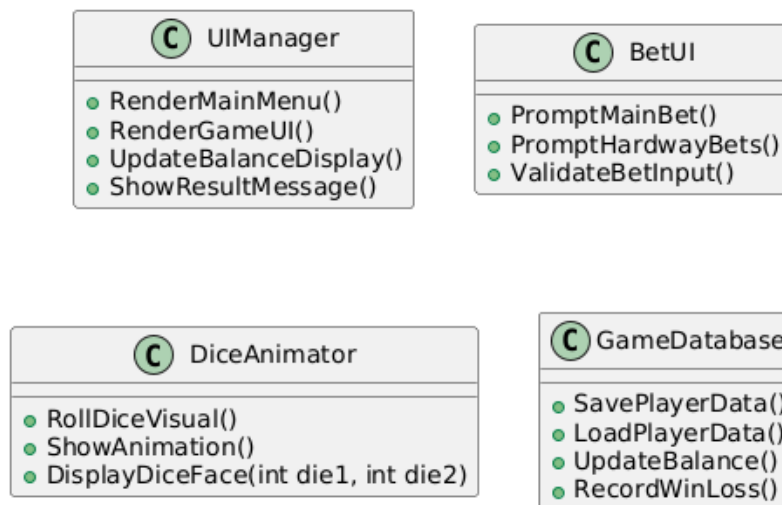 C UIManager
RenderMainMenu()
RenderGameUI()
UpdateBalanceDisplay()
ShowResultMessage()
C BetUI
PromptMainBet()
PromptHardwayBets()
ValidateBetInput()
C DiceAnimator
RollDiceVisual()
ShowAnimation()
DisplayDiceFace(int die1, int die2)
C GameDatabase
SavePlayerData()
LoadPlayerData()
UpdateBalance()
RecordWinLoss()